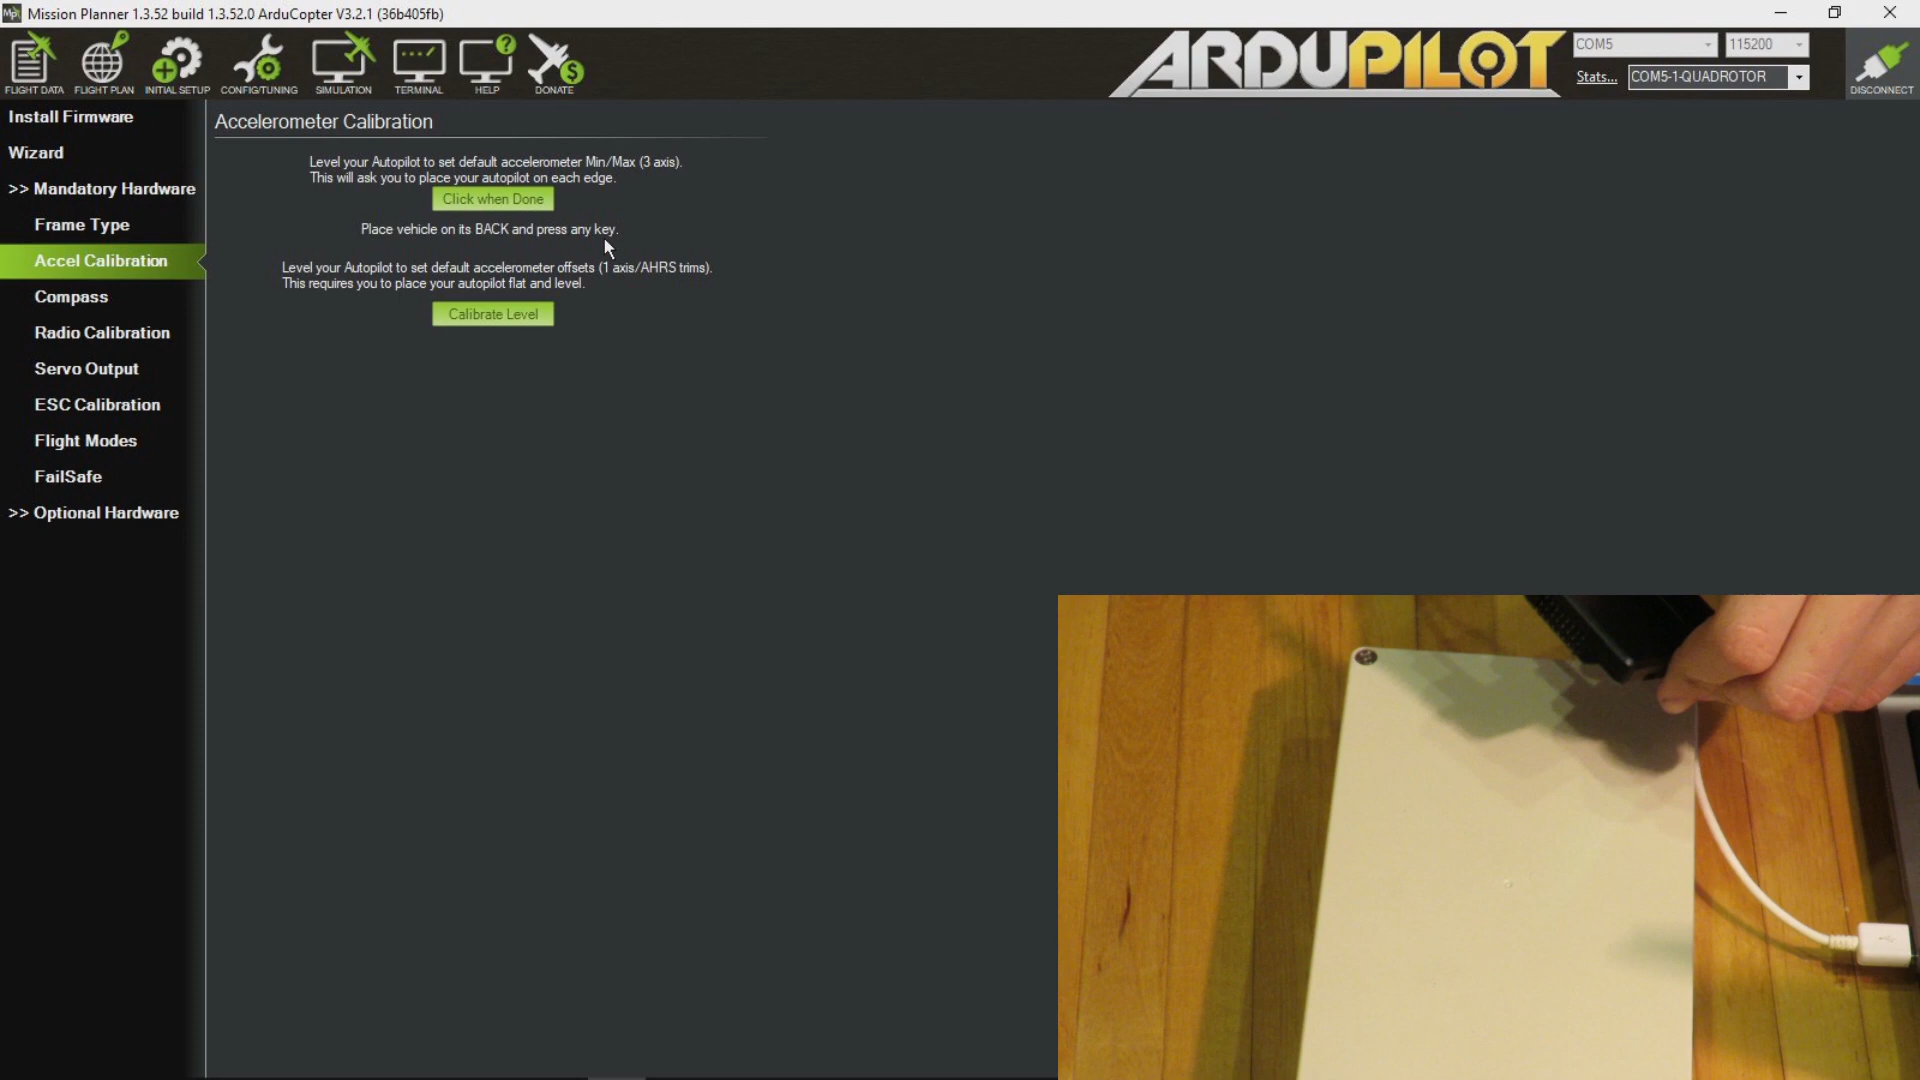 Mission Planner 1.3.52 build 1.3.52.0 ArduCopter V3.2.1 (36b405fb)
FLIGHT DATA
FLIGHT PLAN
INITIAL SETUP
CONFIG/TUNING
SIMULATION
TERMINAL
HELP
DONATE
ARDUPILOT
COM5
115200
Stats...
COM5-1-QUADROTOR
DISCONNECT
Install Firmware
Wizard
>> Mandatory Hardware
Frame Type
Accel Calibration
Compass
Radio Calibration
Servo Output
ESC Calibration
Flight Modes
FailSafe
>> Optional Hardware
Accelerometer Calibration
Level your Autopilot to set default accelerometer Min/Max (3 axis).
This will ask you to place your autopilot on each edge.
Click when Done
Place vehicle on its BACK and press any key.
Level your Autopilot to set default accelerometer offsets (1 axis/AHRS trims).
This requires you to place your autopilot flat and level.
Calibrate Level